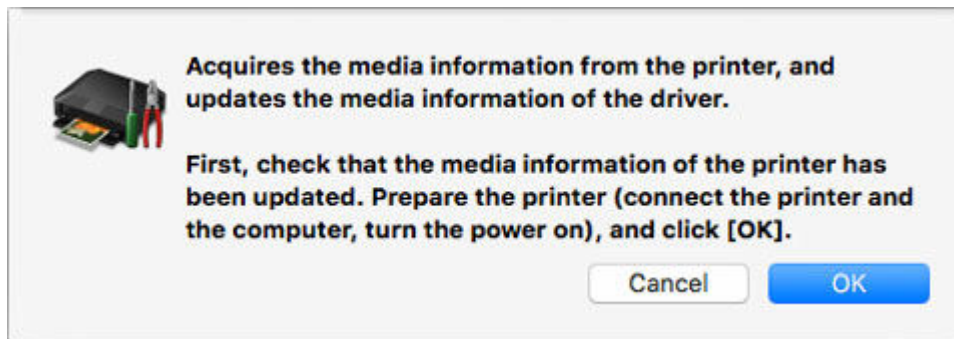 Acquires the media information from the printer, and
updates the media information of the driver.
First, check that the media information of the printer has
been updated. Prepare the printer (connect the printer and
the computer, turn the power on), and click [OK].
Cancel OK